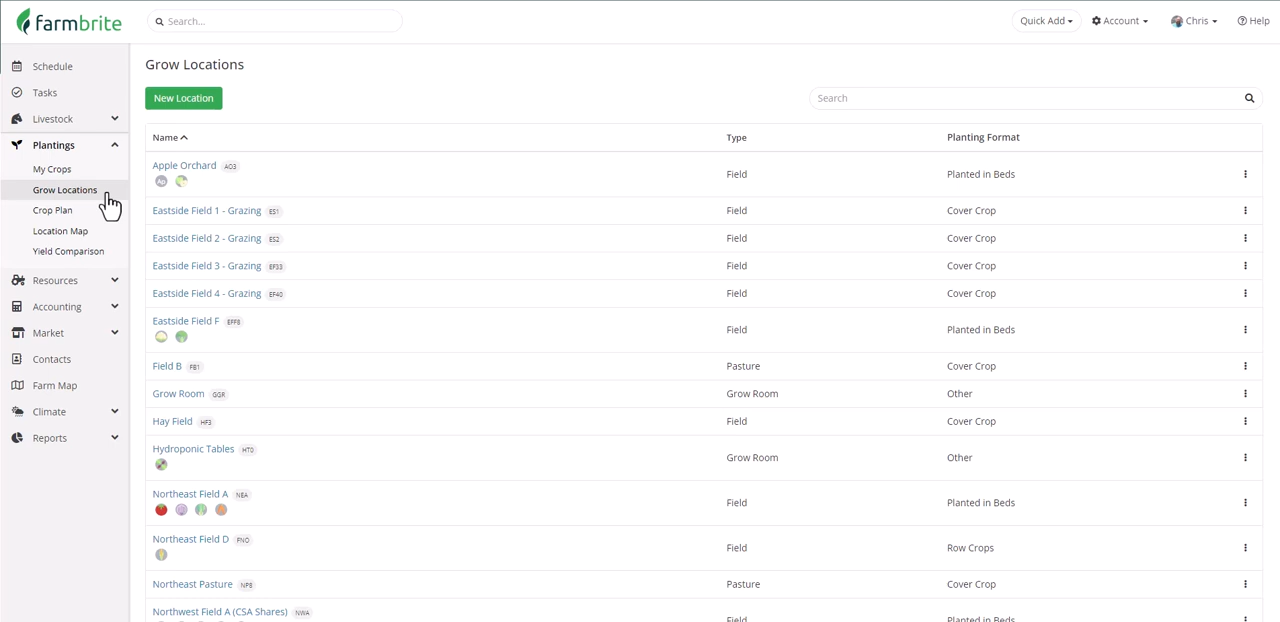 farmbrite
Search...
Quick Add
Account
Chris
Help
Schedule
Tasks
Livestock
Plantings
My Crops
Grow Locations
Crop Plan
Location Map
Yield Comparison
Resources
Accounting
Market
Contacts
Farm Map
Climate
Reports
Grow Locations
New Location
Search
Name Type Planting Format
Apple Orchard AO3 Field Planted in Beds
Ap
Eastside Field 1 - Grazing ES1 Field Cover Crop
Eastside Field 2 - Grazing ES2 Field Cover Crop
Eastside Field 3 - Grazing EF33 Field Cover Crop
Eastside Field 4 - Grazing EF40 Field Cover Crop
Eastside Field F EFF8 Field Planted in Beds
Field B FB1 Pasture Cover Crop
Grow Room GGR Grow Room Other
Hay Field HF3 Field Cover Crop
Hydroponic Tables HT0 Grow Room Other
Northeast Field A NEA Field Planted in Beds
Northeast Field D FNO Field Row Crops
Northeast Pasture NP8 Pasture Cover Crop
Northwest Field A (CSA Shares) NWA Field Planted in Beds